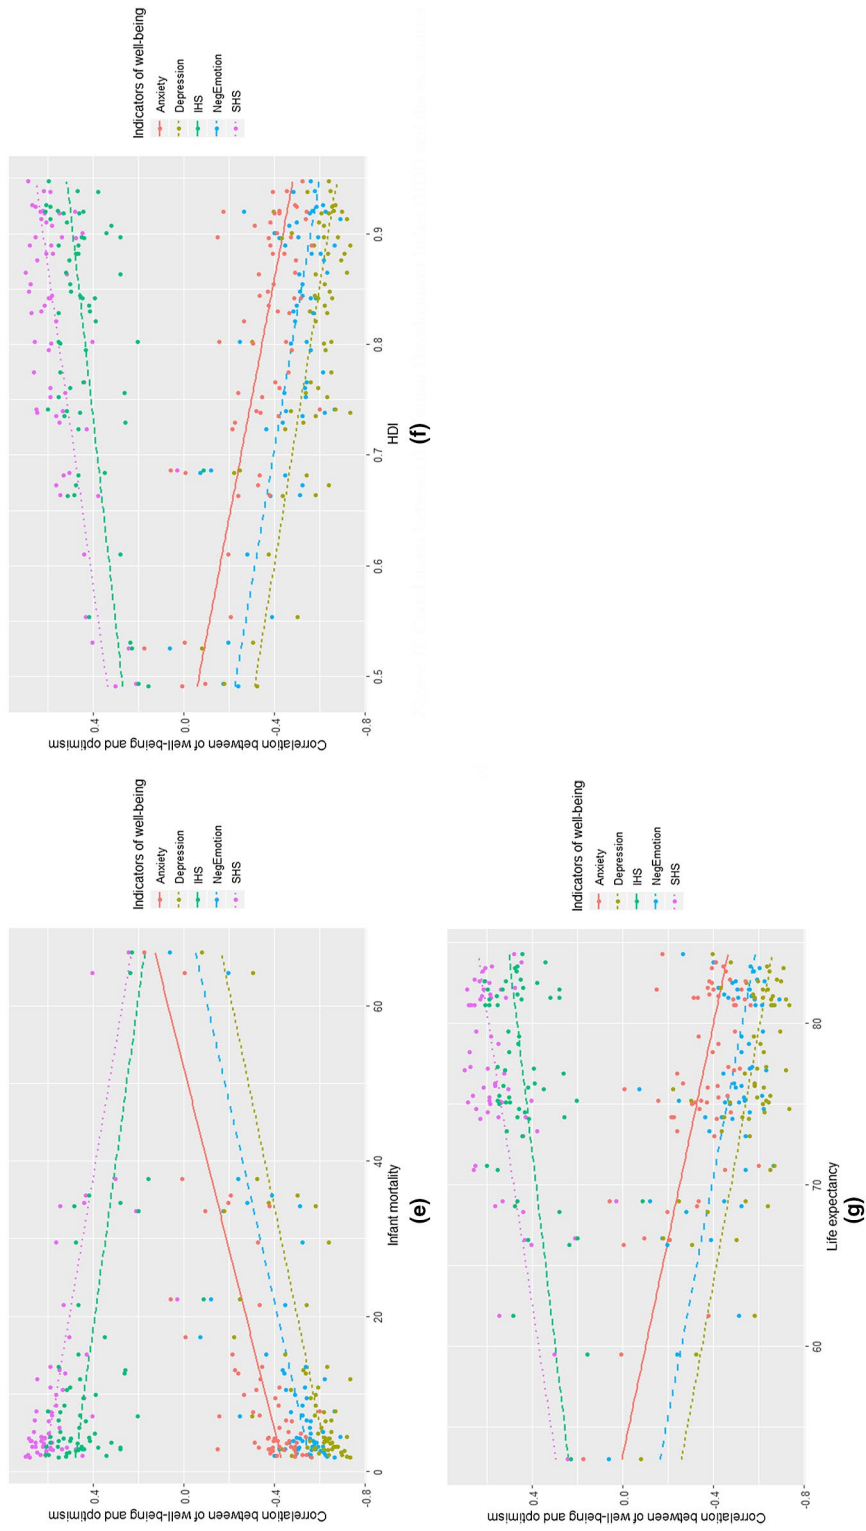 Correlation between of well-being and optimism
0.4
0.0
-0.4
-0.8
0 20 40 60
Infant mortality
Indicators of well-being
Anxiety
Depression
IHS
NegEmotion
SHS
(e)
Correlation between of well-being and optimism
0.4
0.0
-0.4
-0.8
0.5 0.6 0.7 0.8 0.9
HDI
Indicators of well-being
Anxiety
Depression
IHS
NegEmotion
SHS
(f)
Correlation between of well-being and optimism
0.4
0.0
-0.4
-0.8
60 70 80
Life expectancy
Indicators of well-being
Anxiety
Depression
IHS
NegEmotion
SHS
(g)